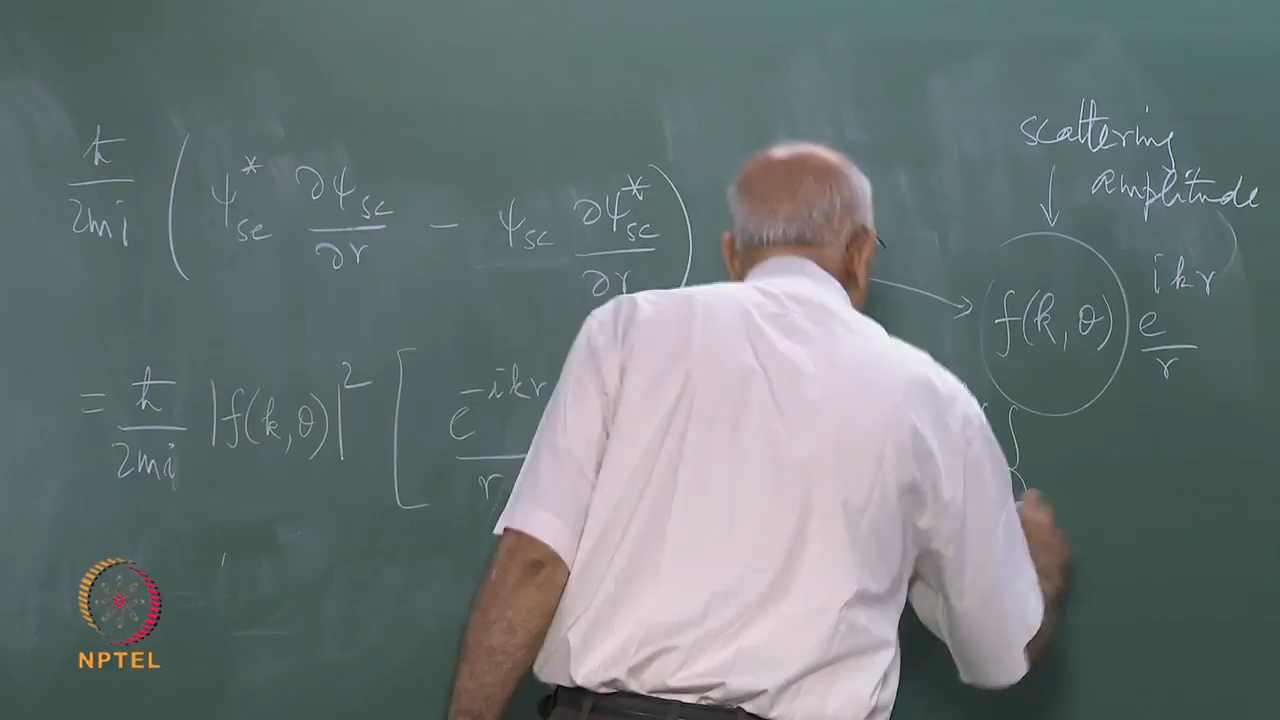 ħ/2mi ( ψ*sc ∂ψsc/∂r − ψsc ∂ψ*sc/∂r )
scattering
amplitude
f(k,θ) e^{ikr}/r
= ħ/2mi |f(k,θ)|² [ e^{-ikr}/r
NPTEL